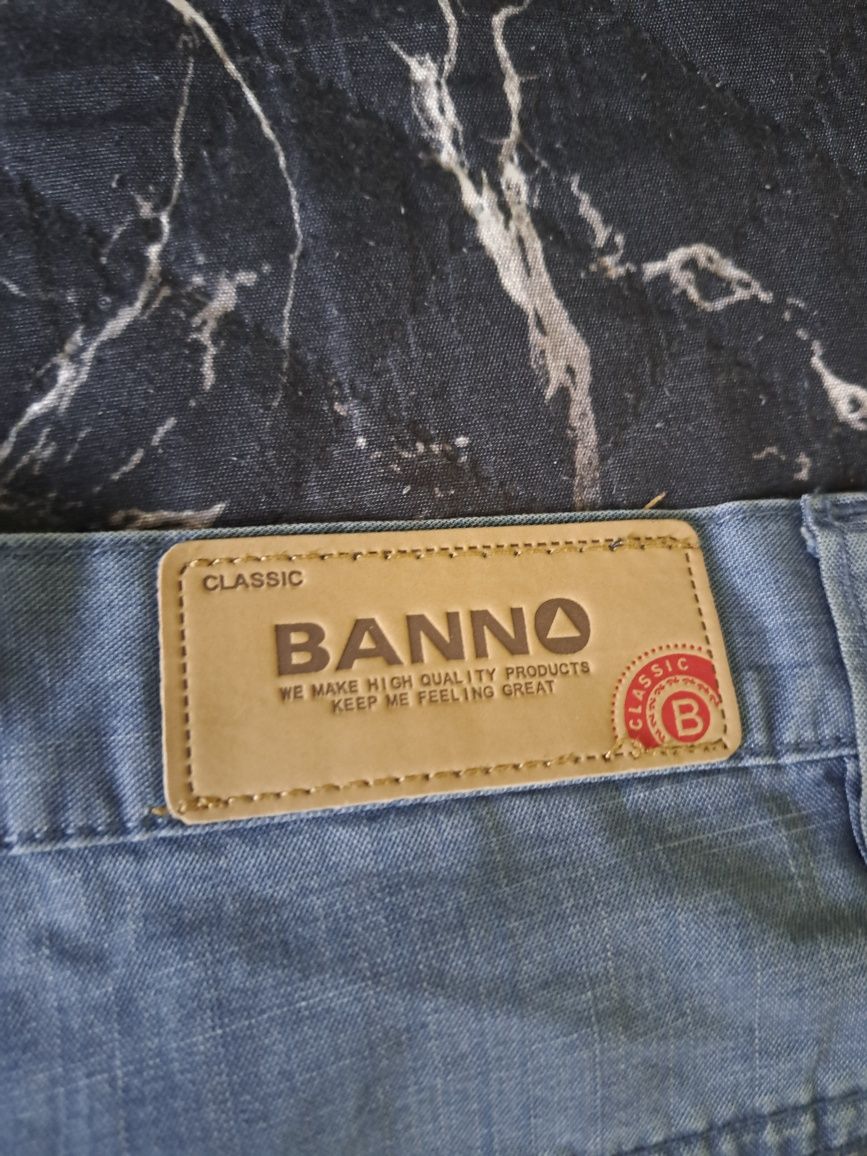 CLASSIC
BANNO
WE MAKE HIGH QUALITY PRODUCTS
KEEP ME FEELING GREAT
CLASSIC
B